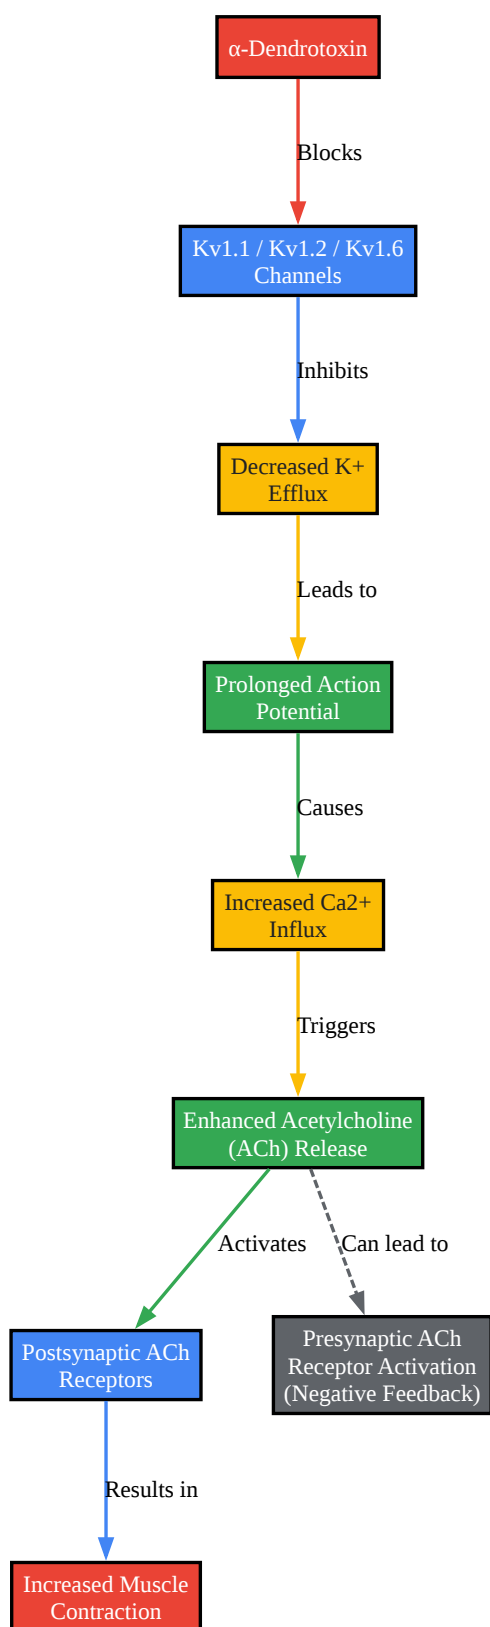 α-Dendrotoxin
Blocks
Kv1.1 / Kv1.2 / Kv1.6
Channels
Inhibits
Decreased K+
Efflux
Leads to
Prolonged Action
Potential
Causes
Increased Ca2+
Influx
Triggers
Enhanced Acetylcholine
(ACh) Release
Activates
Can lead to
Postsynaptic ACh
Receptors
Presynaptic ACh
Receptor Activation
(Negative Feedback)
Results in
Increased Muscle
Contraction